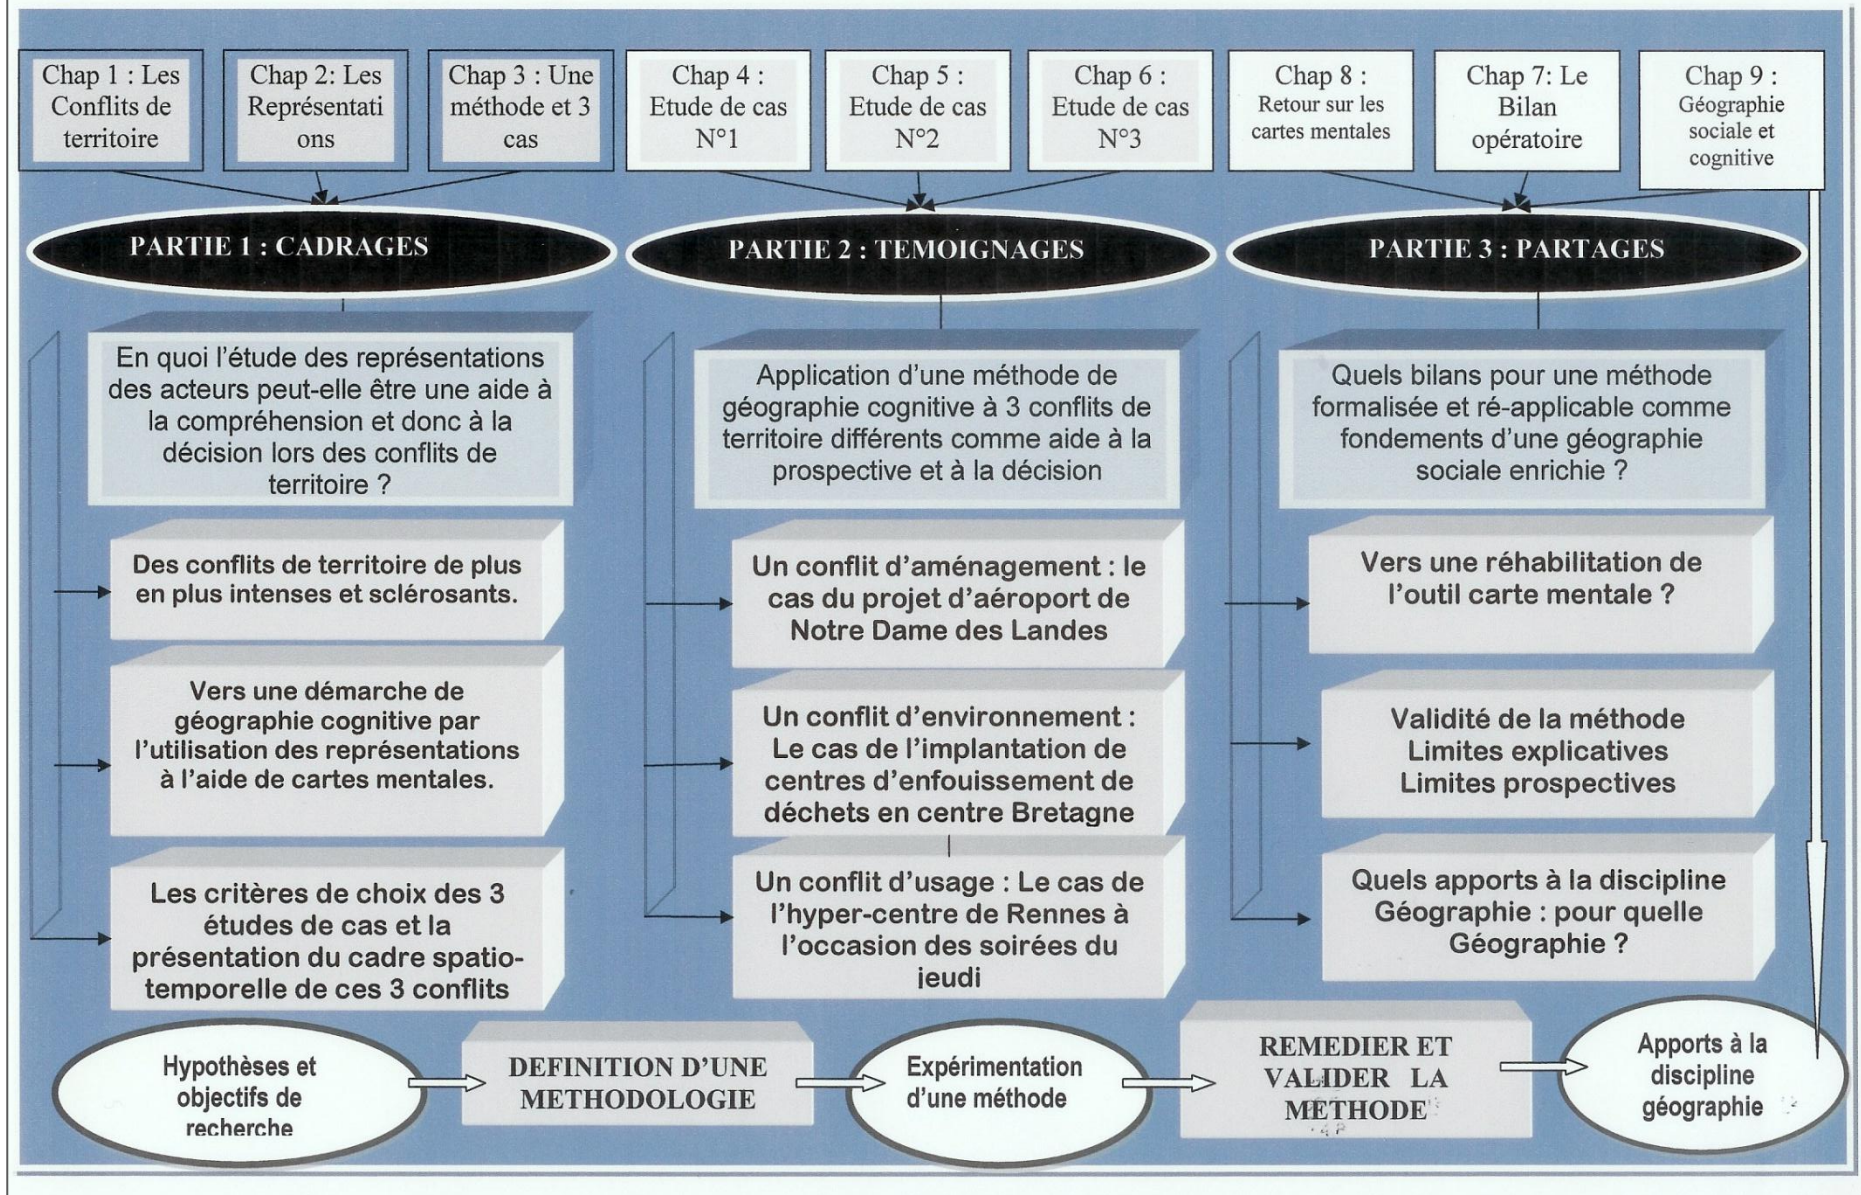 Chap 1 : Les
Conflits de
territoire
Chap 2: Les
Représentati
ons
Chap 3 : Une
méthode et 3
cas
Chap 4 :
Etude de cas
N°1
Chap 5 :
Etude de cas
N°2
Chap 6 :
Etude de cas
N°3
Chap 8 :
Retour sur les
cartes mentales
Chap 7: Le
Bilan
opératoire
Chap 9 :
Géographie
sociale et
cognitive
PARTIE 1 : CADRAGES
PARTIE 2 : TEMOIGNAGES
PARTIE 3 : PARTAGES
En quoi l'étude des représentations
des acteurs peut-elle être une aide à
la compréhension et donc à la
décision lors des conflits de
territoire ?
Des conflits de territoire de plus
en plus intenses et sclérosants.
Vers une démarche de
géographie cognitive par
l'utilisation des représentations
à l'aide de cartes mentales.
Les critères de choix des 3
études de cas et la
présentation du cadre spatio-
temporelle de ces 3 conflits
Application d'une méthode de
géographie cognitive à 3 conflits de
territoire différents comme aide à la
prospective et à la décision
Un conflit d'aménagement : le
cas du projet d'aéroport de
Notre Dame des Landes
Un conflit d'environnement :
Le cas de l'implantation de
centres d'enfouissement de
déchets en centre Bretagne
Un conflit d'usage : Le cas de
l'hyper-centre de Rennes à
l'occasion des soirées du
jeudi
Quels bilans pour une méthode
formalisée et ré-applicable comme
fondements d'une géographie
sociale enrichie ?
Vers une réhabilitation de
l'outil carte mentale ?
Validité de la méthode
Limites explicatives
Limites prospectives
Quels apports à la discipline
Géographie : pour quelle
Géographie ?
Hypothèses et
objectifs de
recherche
DEFINITION D'UNE
METHODOLOGIE
Expérimentation
d'une méthode
REMEDIER ET
VALIDER LA
METHODE
Apports à la
discipline
géographie